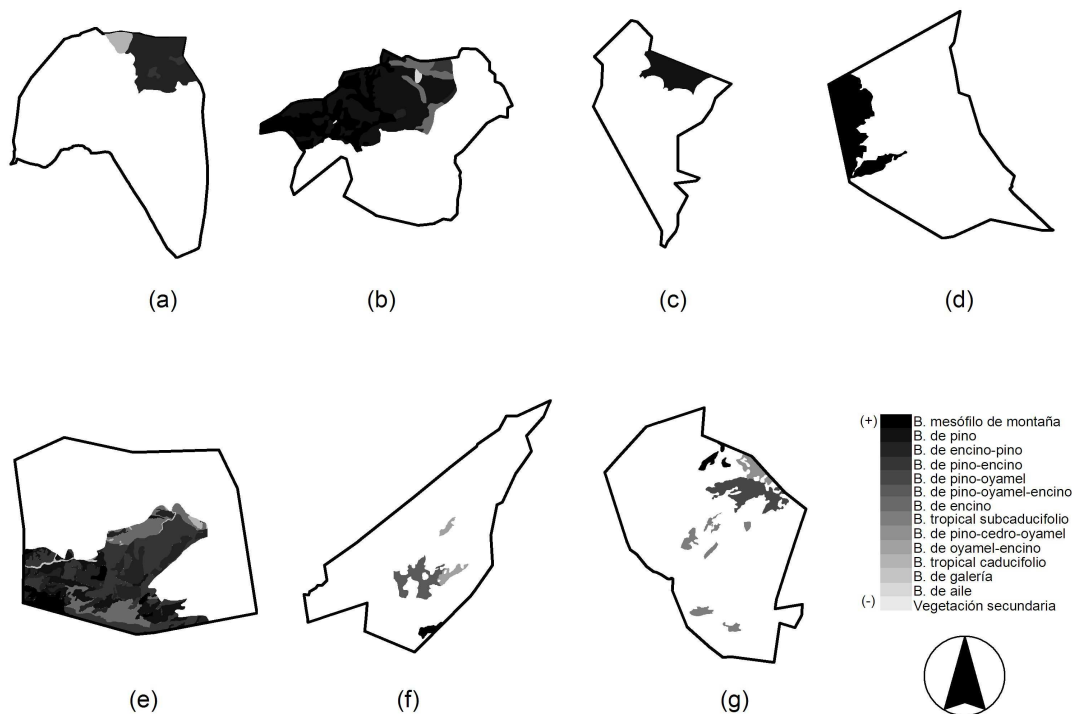 (a)
(b)
(c)
(d)
(+)
B. mesófilo de montaña
B. de pino
B. de encino-pino
B. de pino-encino
B. de pino-oyamel
B. de pino-oyamel-encino
B. de encino
B. tropical subcaducifolio
B. de pino-cedro-oyamel
B. de oyamel-encino
B. tropical caducifolio
B. de galería
B. de aile
(-)
Vegetación secundaria
(e)
(f)
(g)